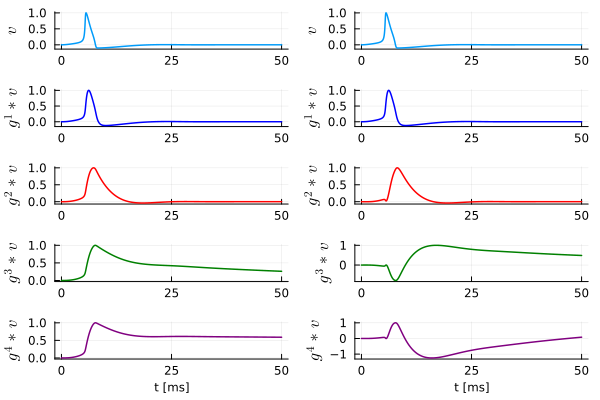 v 1.0 0.5 0.0 0 25 50
v 1.0 0.5 0.0 0 25 50
g¹ * v 1.0 0.5 0.0 0 25 50
g¹ * v 1.0 0.5 0.0 0 25 50
g² * v 1.0 0.5 0.0 0 25 50
g² * v 1.0 0.5 0.0 0 25 50
g³ * v 1.0 0.5 0.0 0 25 50
g³ * v 1 0 0 25 50
g⁴ * v 1.0 0.5 0.0 0 25 50
t [ms]
g⁴ * v 1 0 −1 0 25 50
t [ms]